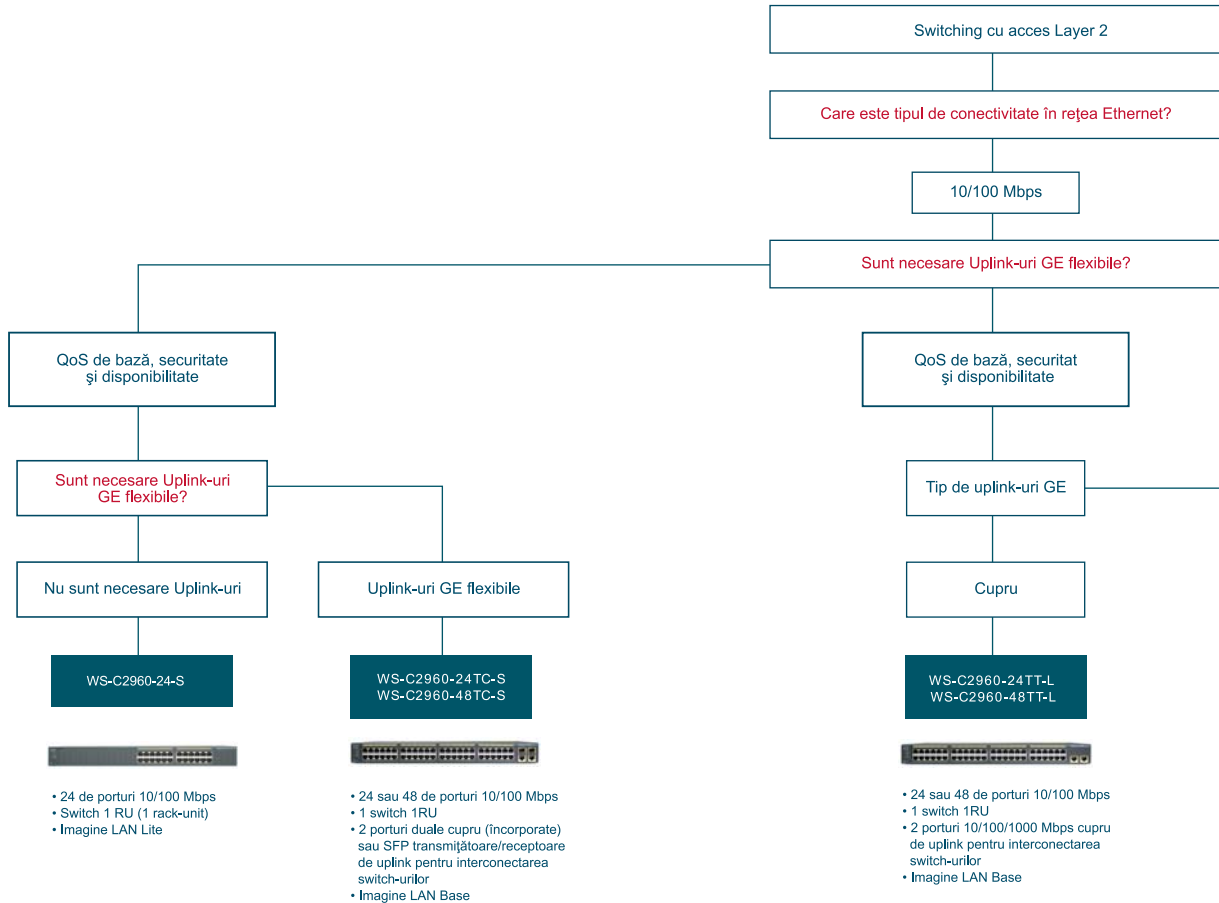 Switching cu acces Layer 2
Care este tipul de conectivitate în reţea Ethernet?
10/100 Mbps
Sunt necesare Uplink-uri GE flexibile?
QoS de bază, securitate
şi disponibilitate
QoS de bază, securitat
şi disponibilitate
Sunt necesare Uplink-uri
GE flexibile?
Tip de uplink-uri GE
Nu sunt necesare Uplink-uri
Uplink-uri GE flexibile
Cupru
WS-C2960-24-S
WS-C2960-24TC-S
WS-C2960-48TC-S
WS-C2960-24TT-L
WS-C2960-48TT-L
• 24 de porturi 10/100 Mbps
• Switch 1 RU (1 rack-unit)
• Imagine LAN Lite
• 24 sau 48 de porturi 10/100 Mbps
• 1 switch 1RU
• 2 porturi duale cupru (încorporate)
sau SFP transmiţătoare/receptoare
de uplink pentru interconectarea
switch-urilor
• Imagine LAN Base
• 24 sau 48 de porturi 10/100 Mbps
• 1 switch 1RU
• 2 porturi 10/100/1000 Mbps cupru
de uplink pentru interconectarea
switch-urilor
• Imagine LAN Base